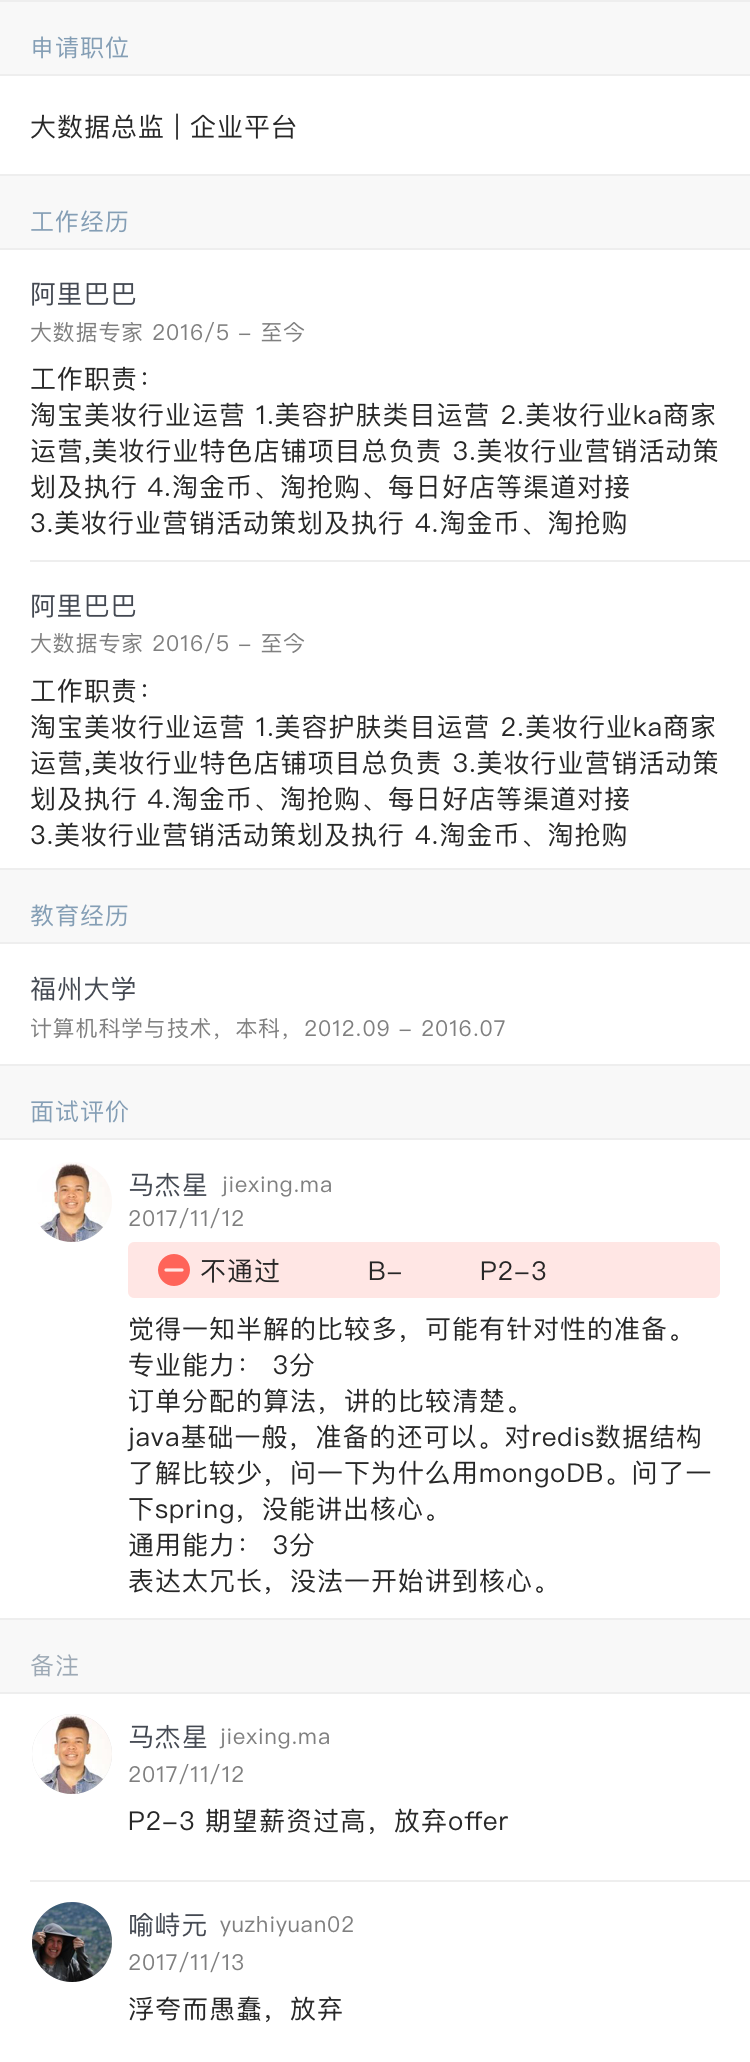 申请职位
大数据总监 | 企业平台
工作经历
阿里巴巴
大数据专家 2016/5 – 至今
工作职责：
淘宝美妆行业运营 1.美容护肤类目运营 2.美妆行业ka商家
运营,美妆行业特色店铺项目总负责 3.美妆行业营销活动策
划及执行 4.淘金币、淘抢购、每日好店等渠道对接
3.美妆行业营销活动策划及执行 4.淘金币、淘抢购
阿里巴巴
大数据专家 2016/5 – 至今
工作职责：
淘宝美妆行业运营 1.美容护肤类目运营 2.美妆行业ka商家
运营,美妆行业特色店铺项目总负责 3.美妆行业营销活动策
划及执行 4.淘金币、淘抢购、每日好店等渠道对接
3.美妆行业营销活动策划及执行 4.淘金币、淘抢购
教育经历
福州大学
计算机科学与技术，本科，2012.09 – 2016.07
面试评价
马杰星 jiexing.ma
2017/11/12
不通过 B– P2–3
觉得一知半解的比较多，可能有针对性的准备。
专业能力： 3分
订单分配的算法，讲的比较清楚。
java基础一般，准备的还可以。对redis数据结构
了解比较少，问一下为什么用mongoDB。问了一
下spring，没能讲出核心。
通用能力： 3分
表达太冗长，没法一开始讲到核心。
备注
马杰星 jiexing.ma
2017/11/12
P2–3 期望薪资过高，放弃offer
喻峙元 yuzhiyuan02
2017/11/13
浮夸而愚蠢，放弃